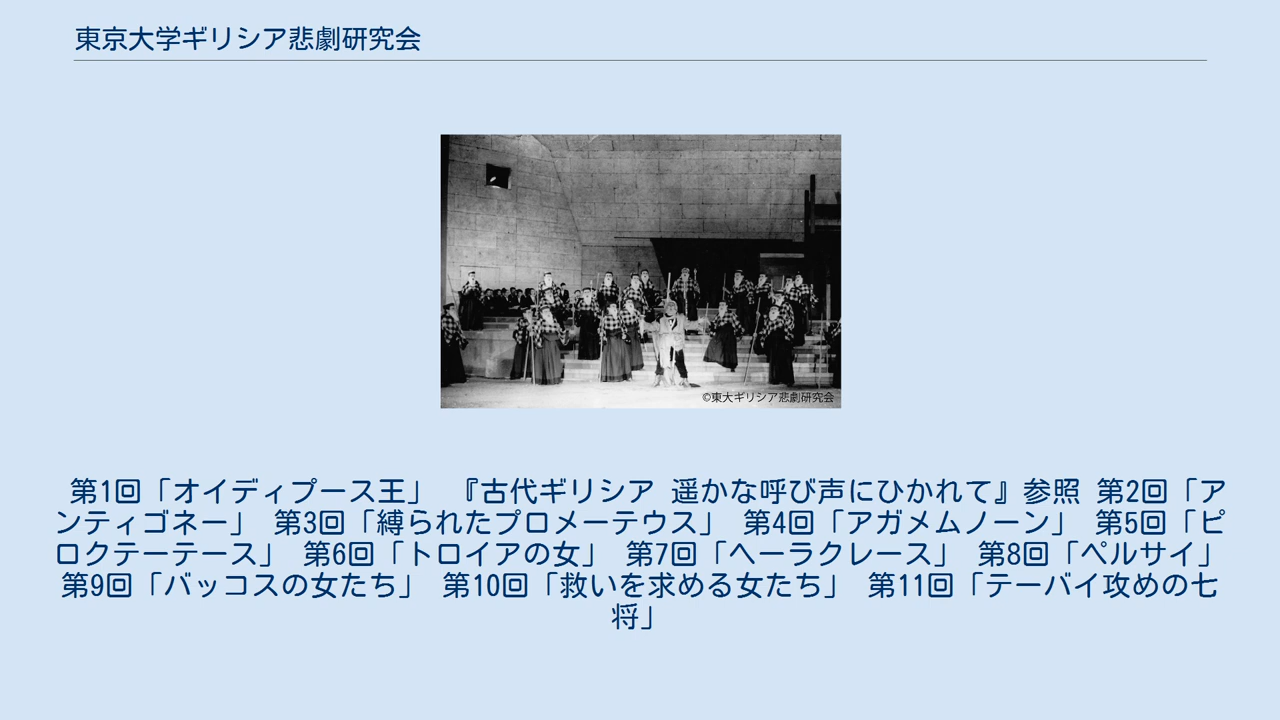 東京大学ギリシア悲劇研究会
©東大ギリシア悲劇研究会
第1回「オイディプース王」 『古代ギリシア 遥かな呼び声にひかれて』参照 第2回「ア
ンティゴネー」 第3回「縛られたプロメーテウス」 第4回「アガメムノーン」 第5回「ピ
ロクテーテース」 第6回「トロイアの女」 第7回「ヘーラクレース」 第8回「ペルサイ」
第9回「バッコスの女たち」 第10回「救いを求める女たち」 第11回「テーバイ攻めの七
将」